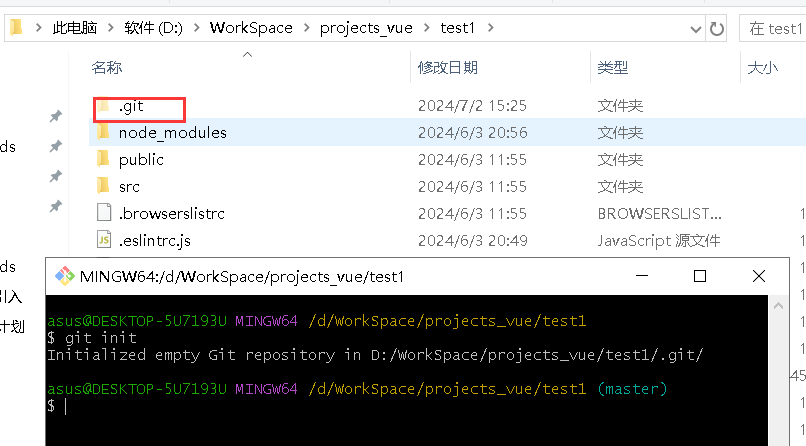 此电脑 软件 (D:) WorkSpace projects_vue test1 在 test1
名称 修改日期 类型 大小
.git 2024/7/2 15:25 文件夹
node_modules 2024/6/3 20:56 文件夹
ds
public 2024/6/3 11:55 文件夹
src 2024/6/3 11:55 文件夹
.browserslistrc 2024/6/3 11:55 BROWSERSLIST... 1
.eslintrc.js 2024/6/3 20:49 JavaScript 源文件 1
ds
引入
计划
MINGW64:/d/WorkSpace/projects_vue/test1
asus@DESKTOP-5U7193U MINGW64 /d/WorkSpace/projects_vue/test1
$ git init
Initialized empty Git repository in D:/WorkSpace/projects_vue/test1/.git/
asus@DESKTOP-5U7193U MINGW64 /d/WorkSpace/projects_vue/test1 (master)
$
45